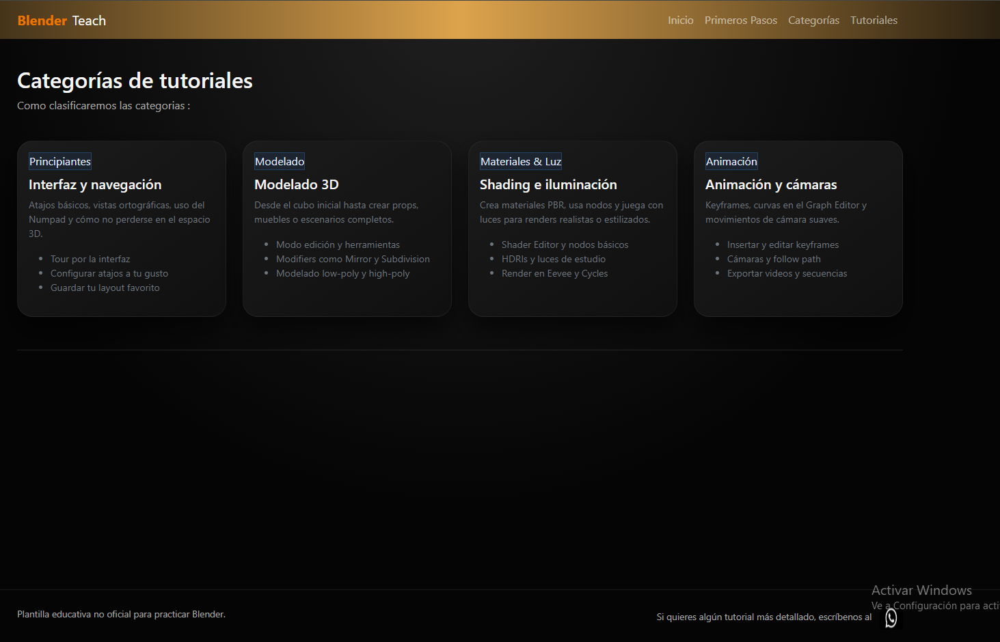 Blender Teach
Inicio Primeros Pasos Categorías Tutoriales
Categorías de tutoriales
Como clasificaremos las categorias :
Principiantes
Interfaz y navegación
Atajos básicos, vistas ortográficas, uso del
Numpad y cómo no perderse en el espacio
3D.
Tour por la interfaz
Configurar atajos a tu gusto
Guardar tu layout favorito
Modelado
Modelado 3D
Desde el cubo inicial hasta crear props,
muebles o escenarios completos.
Modo edición y herramientas
Modifiers como Mirror y Subdivision
Modelado low-poly y high-poly
Materiales & Luz
Shading e iluminación
Crea materiales PBR, usa nodos y juega con
luces para renders realistas o estilizados.
Shader Editor y nodos básicos
HDRIs y luces de estudio
Render en Eevee y Cycles
Animación
Animación y cámaras
Keyframes, curvas en el Graph Editor y
movimientos de cámara suaves.
Insertar y editar keyframes
Cámaras y follow path
Exportar videos y secuencias
Activar Windows
Ve a Configuración para acti
Plantilla educativa no oficial para practicar Blender.
Si quieres algún tutorial más detallado, escríbenos al